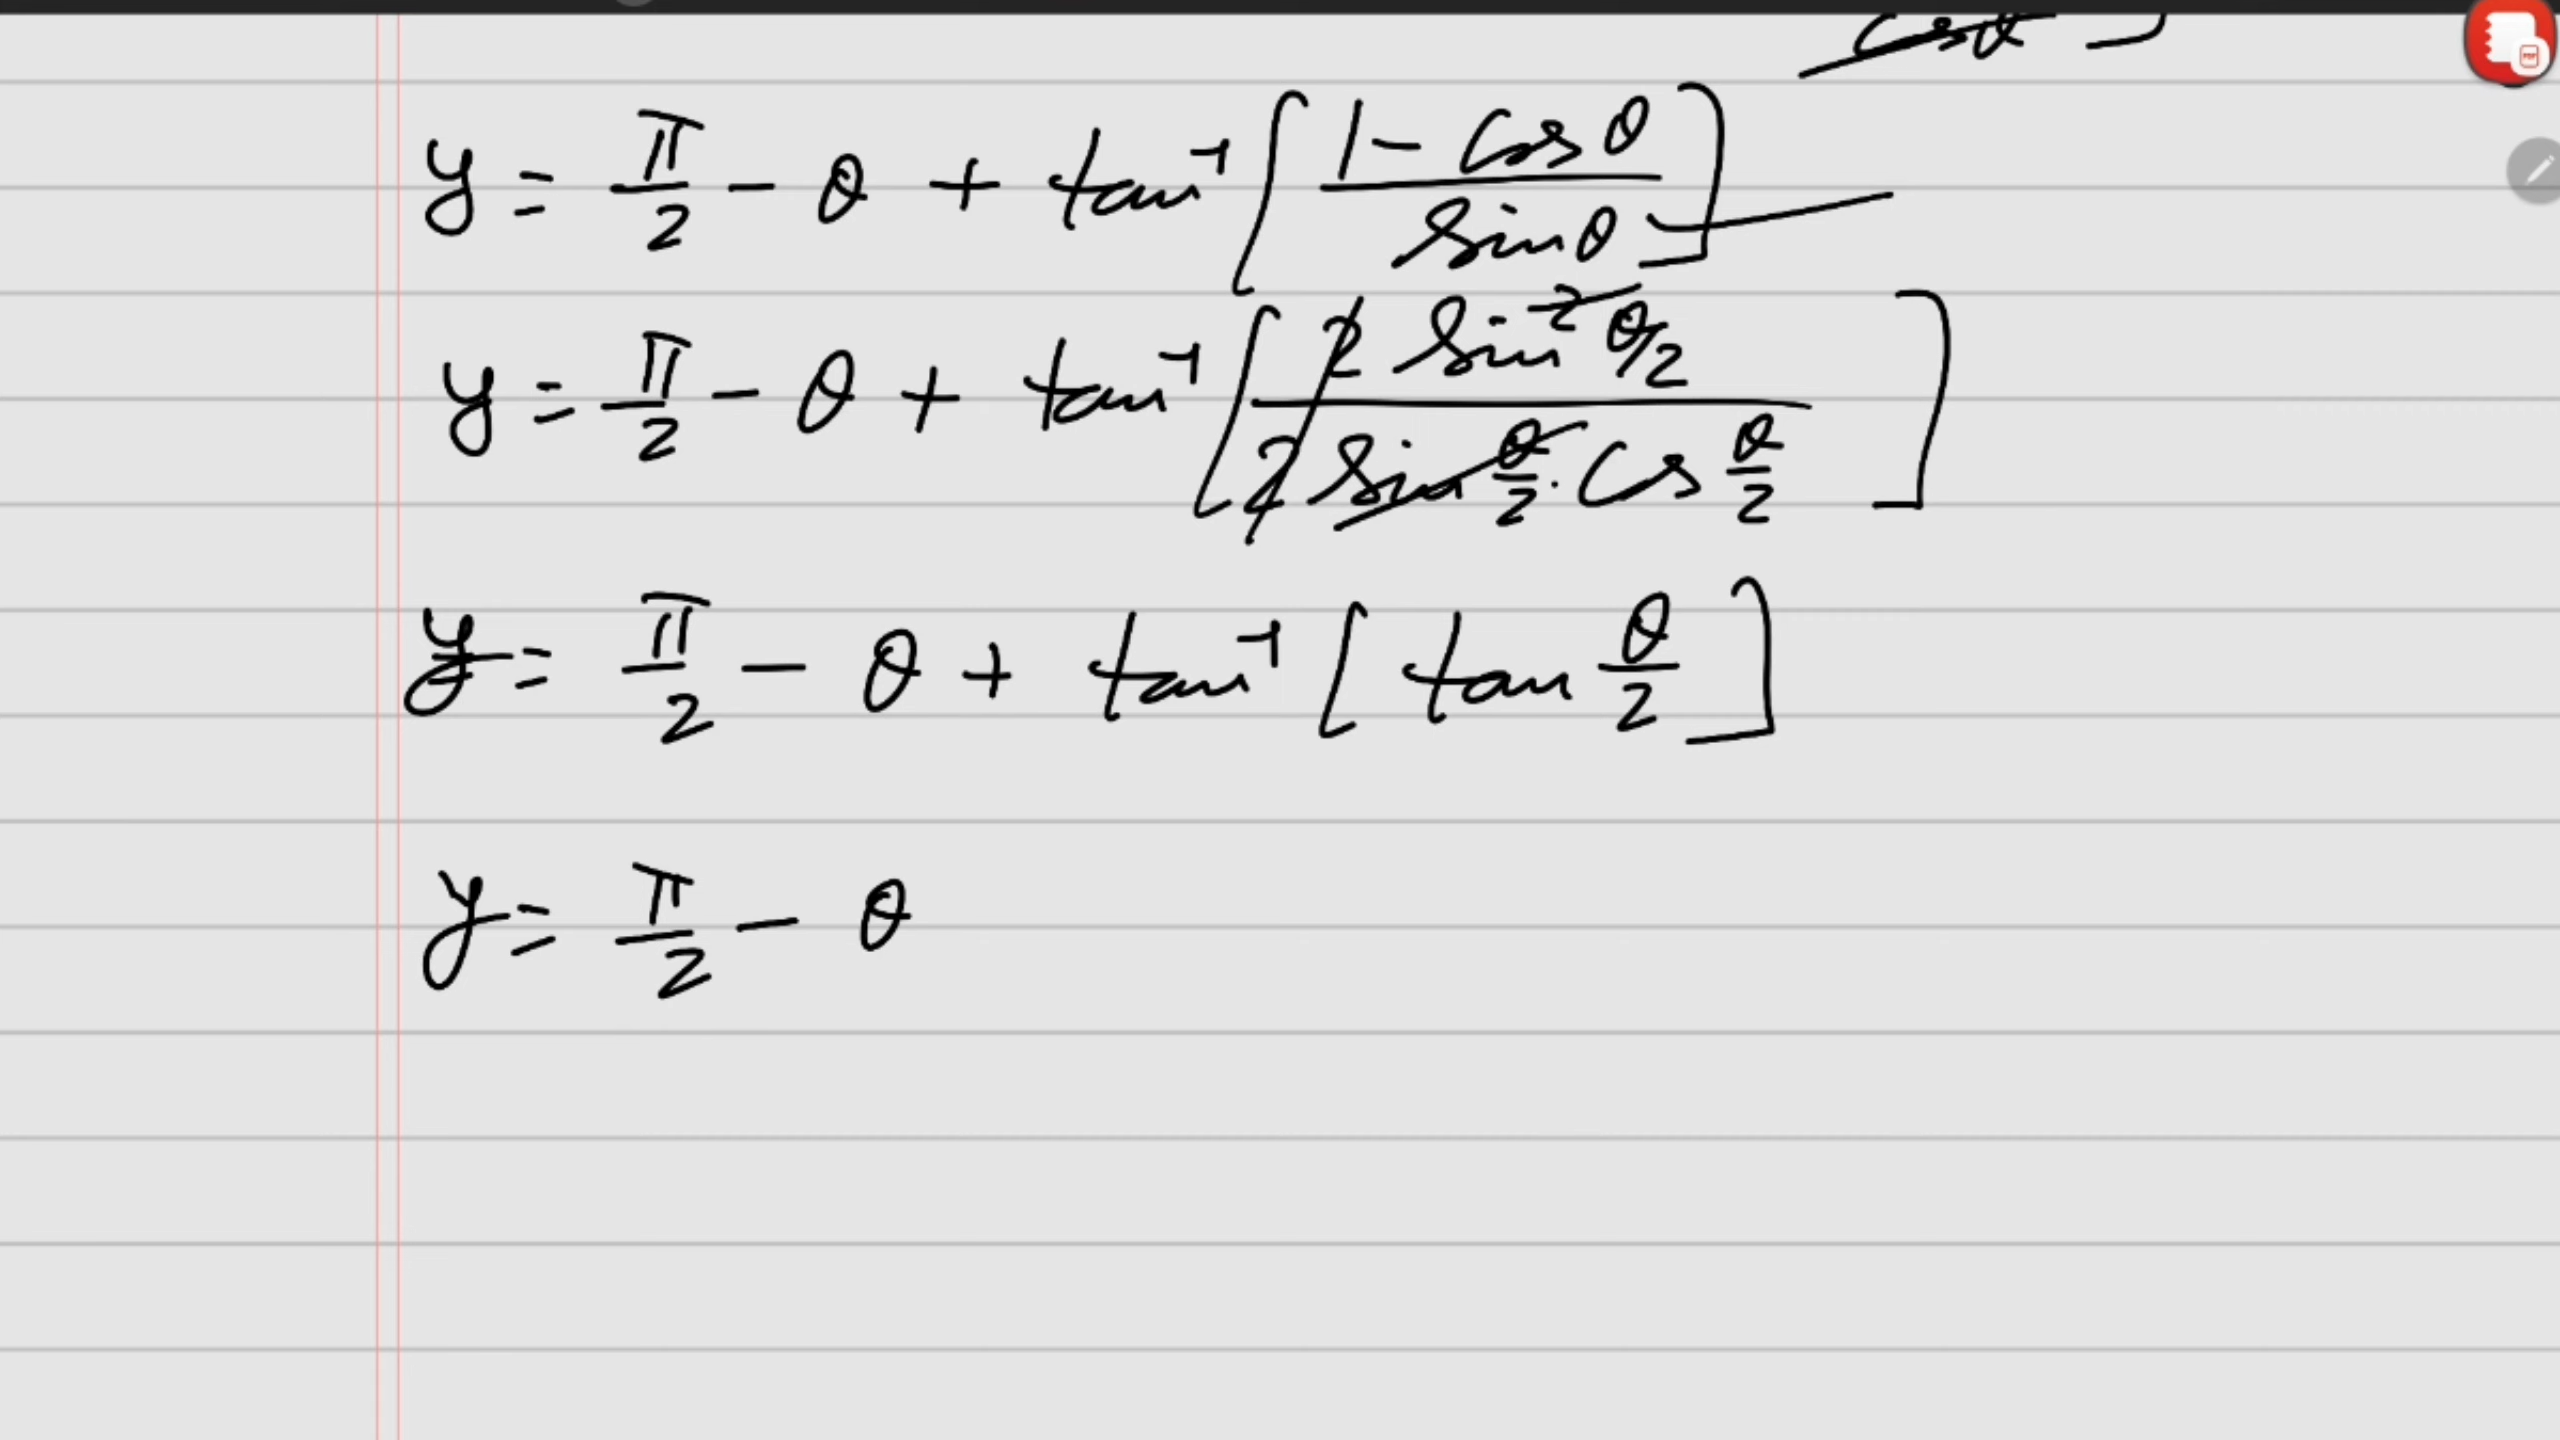 cosθ ]
y = π/2 - θ + tan⁻¹ [ (1 - cos θ) / (sin θ) ]
y = π/2 - θ + tan⁻¹ [ (2 sin² θ/2) / (2 sin θ/2 · cos θ/2) ]
y = π/2 - θ + tan⁻¹ [ tan θ/2 ]
y = π/2 - θ